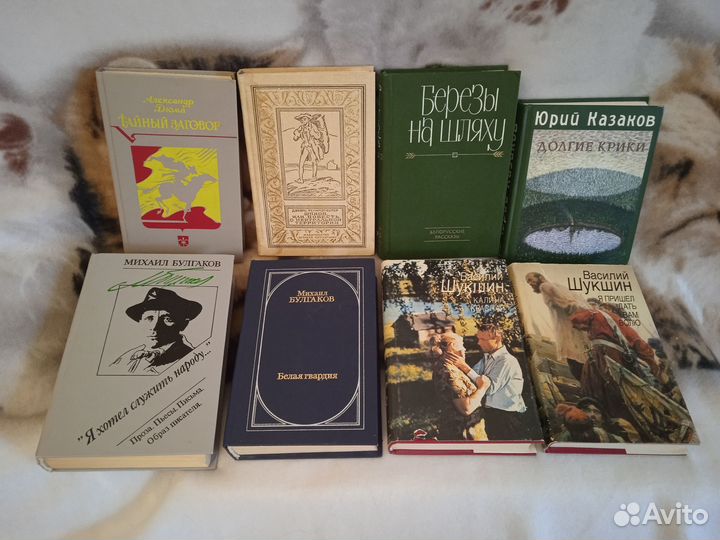 Александр
Дюма
ТАЙНЫЙ ЗАГОВОР
Березы
на шляху
БЕЛОРУССКИЕ
РАССКАЗЫ
ЮРИЙ КАЗАКОВ
ДОЛГИЕ КРИКИ
МИХАИЛ БУЛГАКОВ
"Я хотел служить народу..."
Проза. Пьесы. Письма.
Образ писателя.
Михаил
БУЛГАКОВ
Белая гвардия
Василий
Шукшин
КАЛИНА
КРАСНАЯ
Василий
Шукшин
Я ПРИШЕЛ
ДАТЬ
ВАМ
ВОЛЮ
Avito